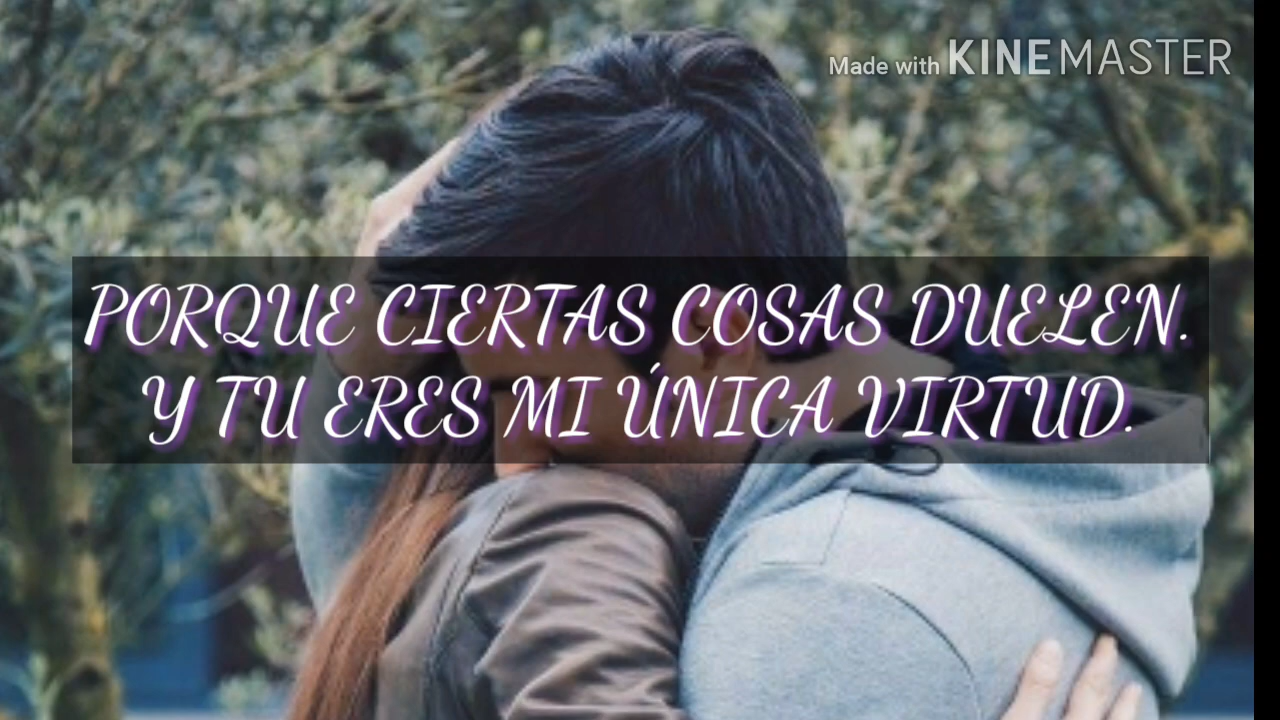 Made with KINEMASTER
PORQUE CIERTAS COSAS DUELEN.
Y TU ERES MI ÚNICA VIRTUD.